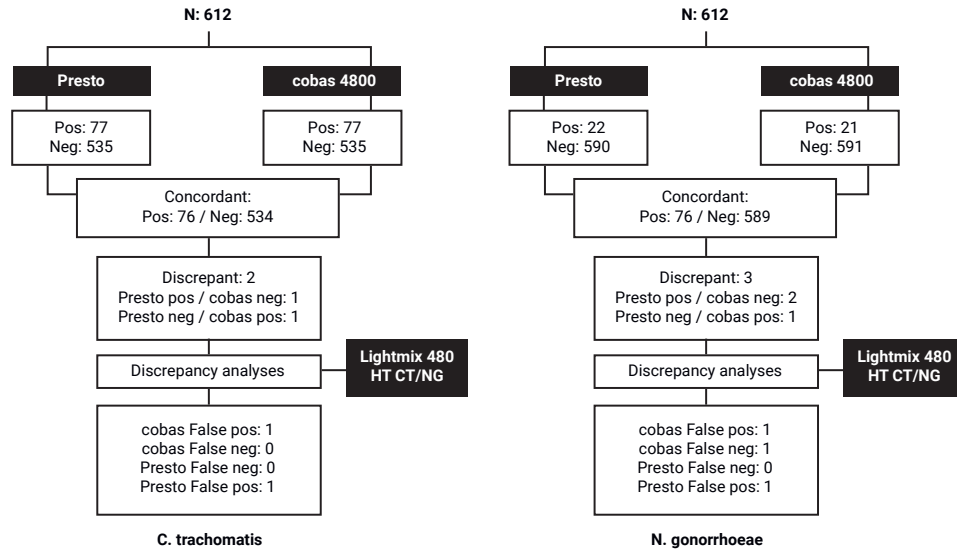 N: 612
Presto
cobas 4800
Pos: 77
Neg: 535
Pos: 77
Neg: 535
Concordant:
Pos: 76 / Neg: 534
Discrepant: 2
Presto pos / cobas neg: 1
Presto neg / cobas pos: 1
Discrepancy analyses
Lightmix 480
HT CT/NG
cobas False pos: 1
cobas False neg: 0
Presto False neg: 0
Presto False pos: 1
C. trachomatis
N: 612
Presto
cobas 4800
Pos: 22
Neg: 590
Pos: 21
Neg: 591
Concordant:
Pos: 76 / Neg: 589
Discrepant: 3
Presto pos / cobas neg: 2
Presto neg / cobas pos: 1
Discrepancy analyses
Lightmix 480
HT CT/NG
cobas False pos: 1
cobas False neg: 1
Presto False neg: 0
Presto False pos: 1
N. gonorrhoeae